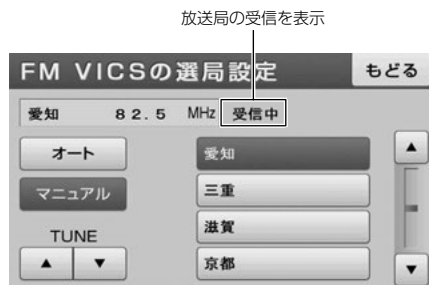 放送局の受信を表示
FM VICSの選局設定 もどる
愛知 82.5 MHz 受信中
オート 愛知
マニュアル 三重
TUNE 滋賀
▲ ▼ 京都 ▼